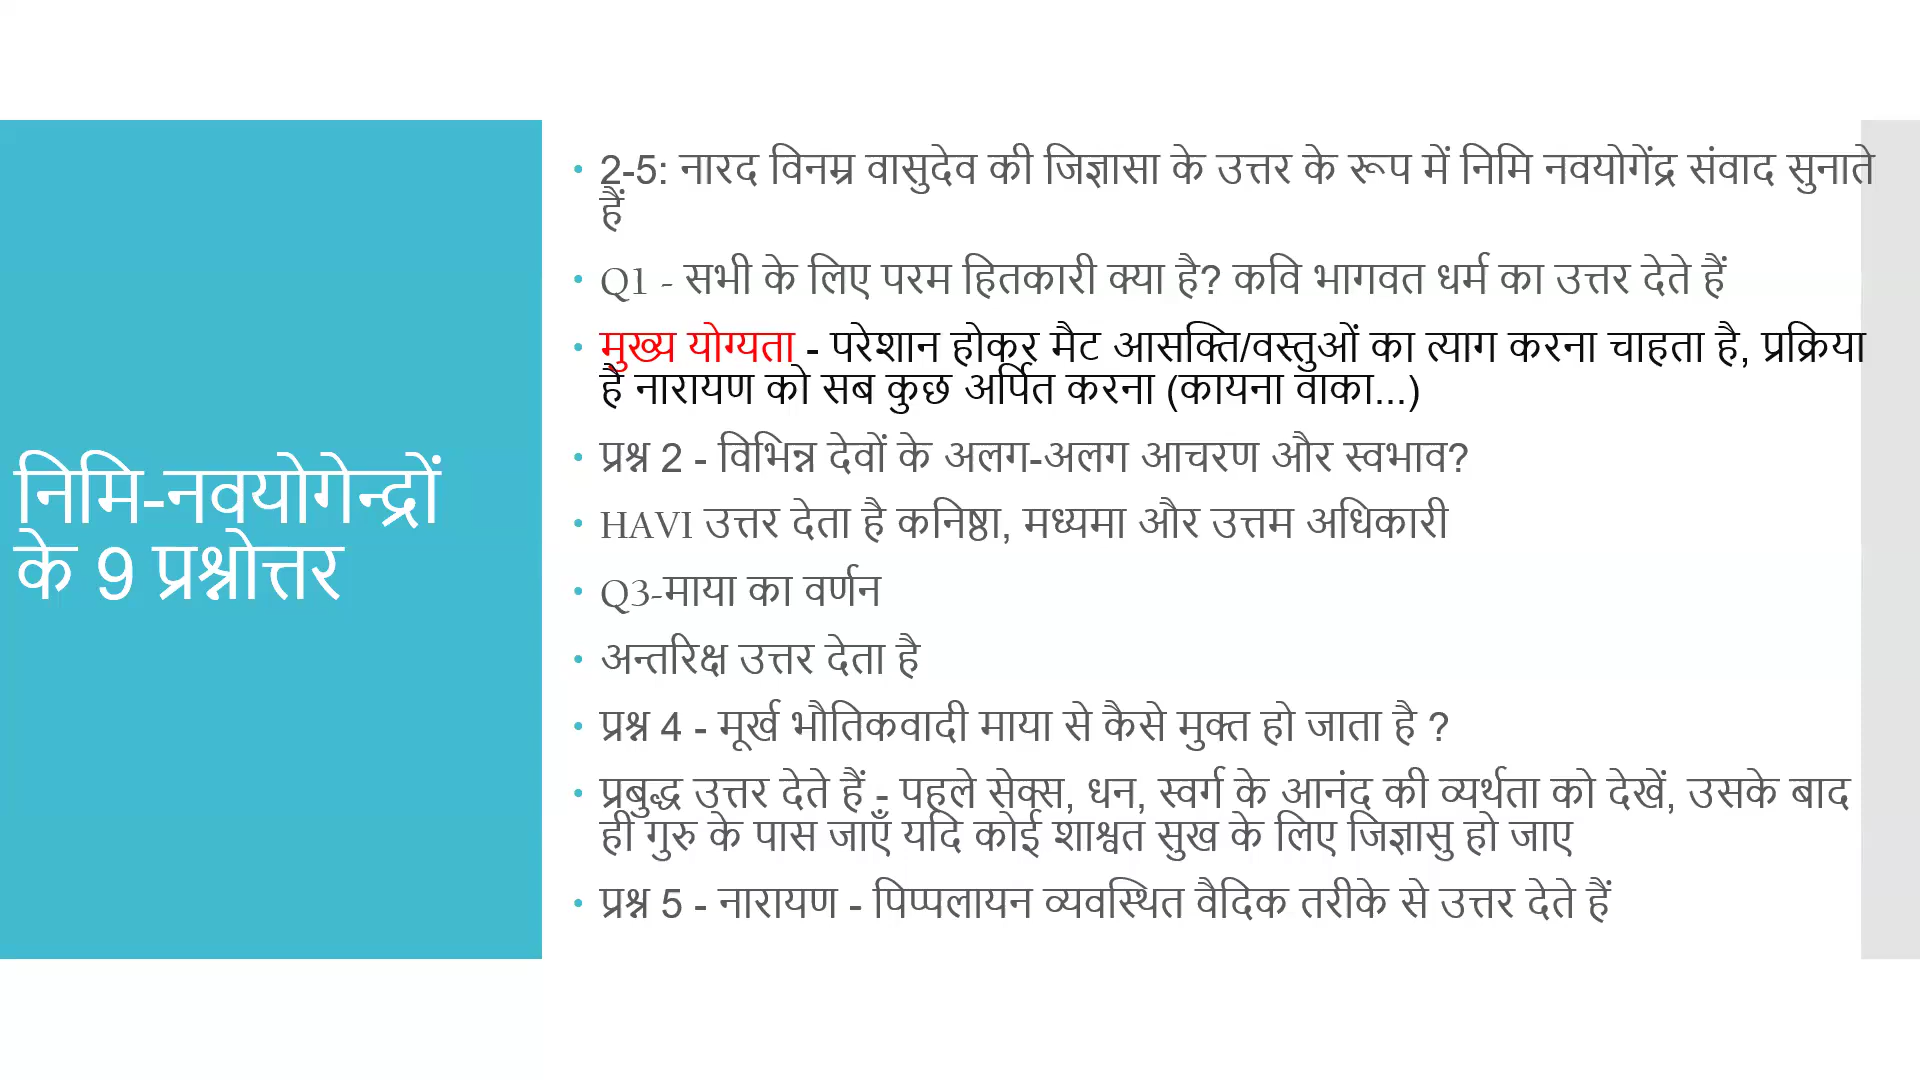 निमि-नवयोगेन्द्रों
के 9 प्रश्नोत्तर
• 2-5: नारद विनम्र वासुदेव की जिज्ञासा के उत्तर के रूप में निमि नवयोगेंद्र संवाद सुनाते
हैं
• Q1 - सभी के लिए परम हितकारी क्या है? कवि भागवत धर्म का उत्तर देते हैं
• मुख्य योग्यता - परेशान होकर मैट आसक्ति/वस्तुओं का त्याग करना चाहता है, प्रक्रिया
है नारायण को सब कुछ अर्पित करना (कायना वाका...)
• प्रश्न 2 - विभिन्न देवों के अलग-अलग आचरण और स्वभाव?
• HAVI उत्तर देता है कनिष्ठा, मध्यमा और उत्तम अधिकारी
• Q3-माया का वर्णन
• अन्तरिक्ष उत्तर देता है
• प्रश्न 4 - मूर्ख भौतिकवादी माया से कैसे मुक्त हो जाता है ?
• प्रबुद्ध उत्तर देते हैं - पहले सेक्स, धन, स्वर्ग के आनंद की व्यर्थता को देखें, उसके बाद
ही गुरु के पास जाएँ यदि कोई शाश्वत सुख के लिए जिज्ञासु हो जाए
• प्रश्न 5 - नारायण - पिप्पलायन व्यवस्थित वैदिक तरीके से उत्तर देते हैं